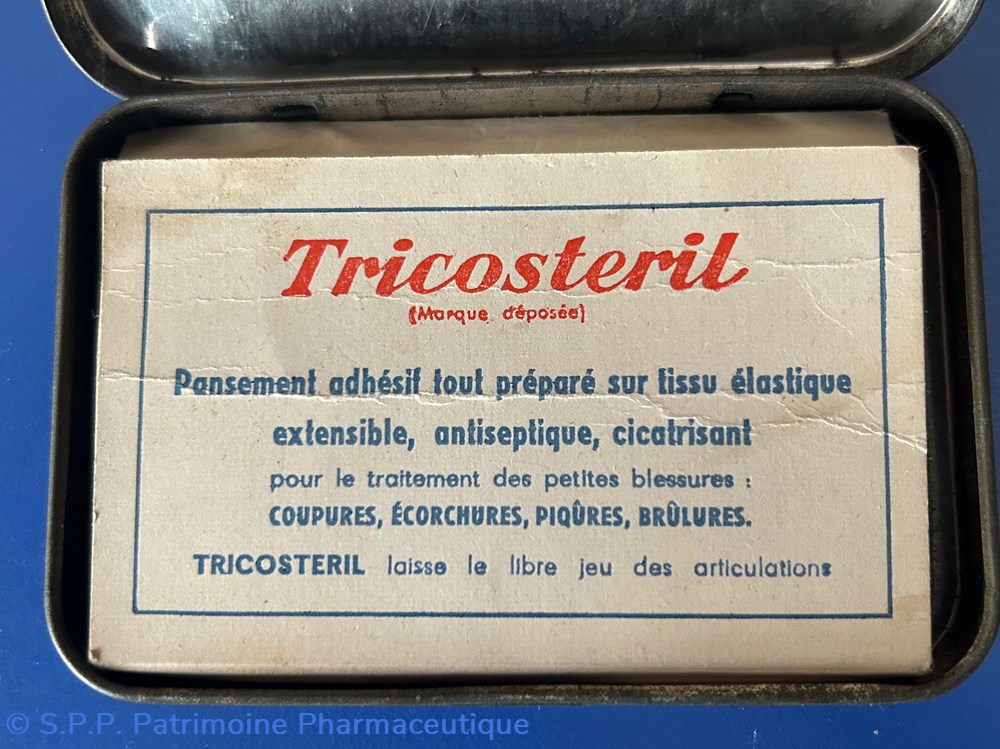 Tricosteril
(Marque déposée)
Pansement adhésif tout préparé sur tissu élastique
extensible, antiseptique, cicatrisant
pour le traitement des petites blessures :
COUPURES, ÉCORCHURES, PIQÛRES, BRÛLURES.
TRICOSTERIL laisse le libre jeu des articulations
© S.P.P. Patrimoine Pharmaceutique